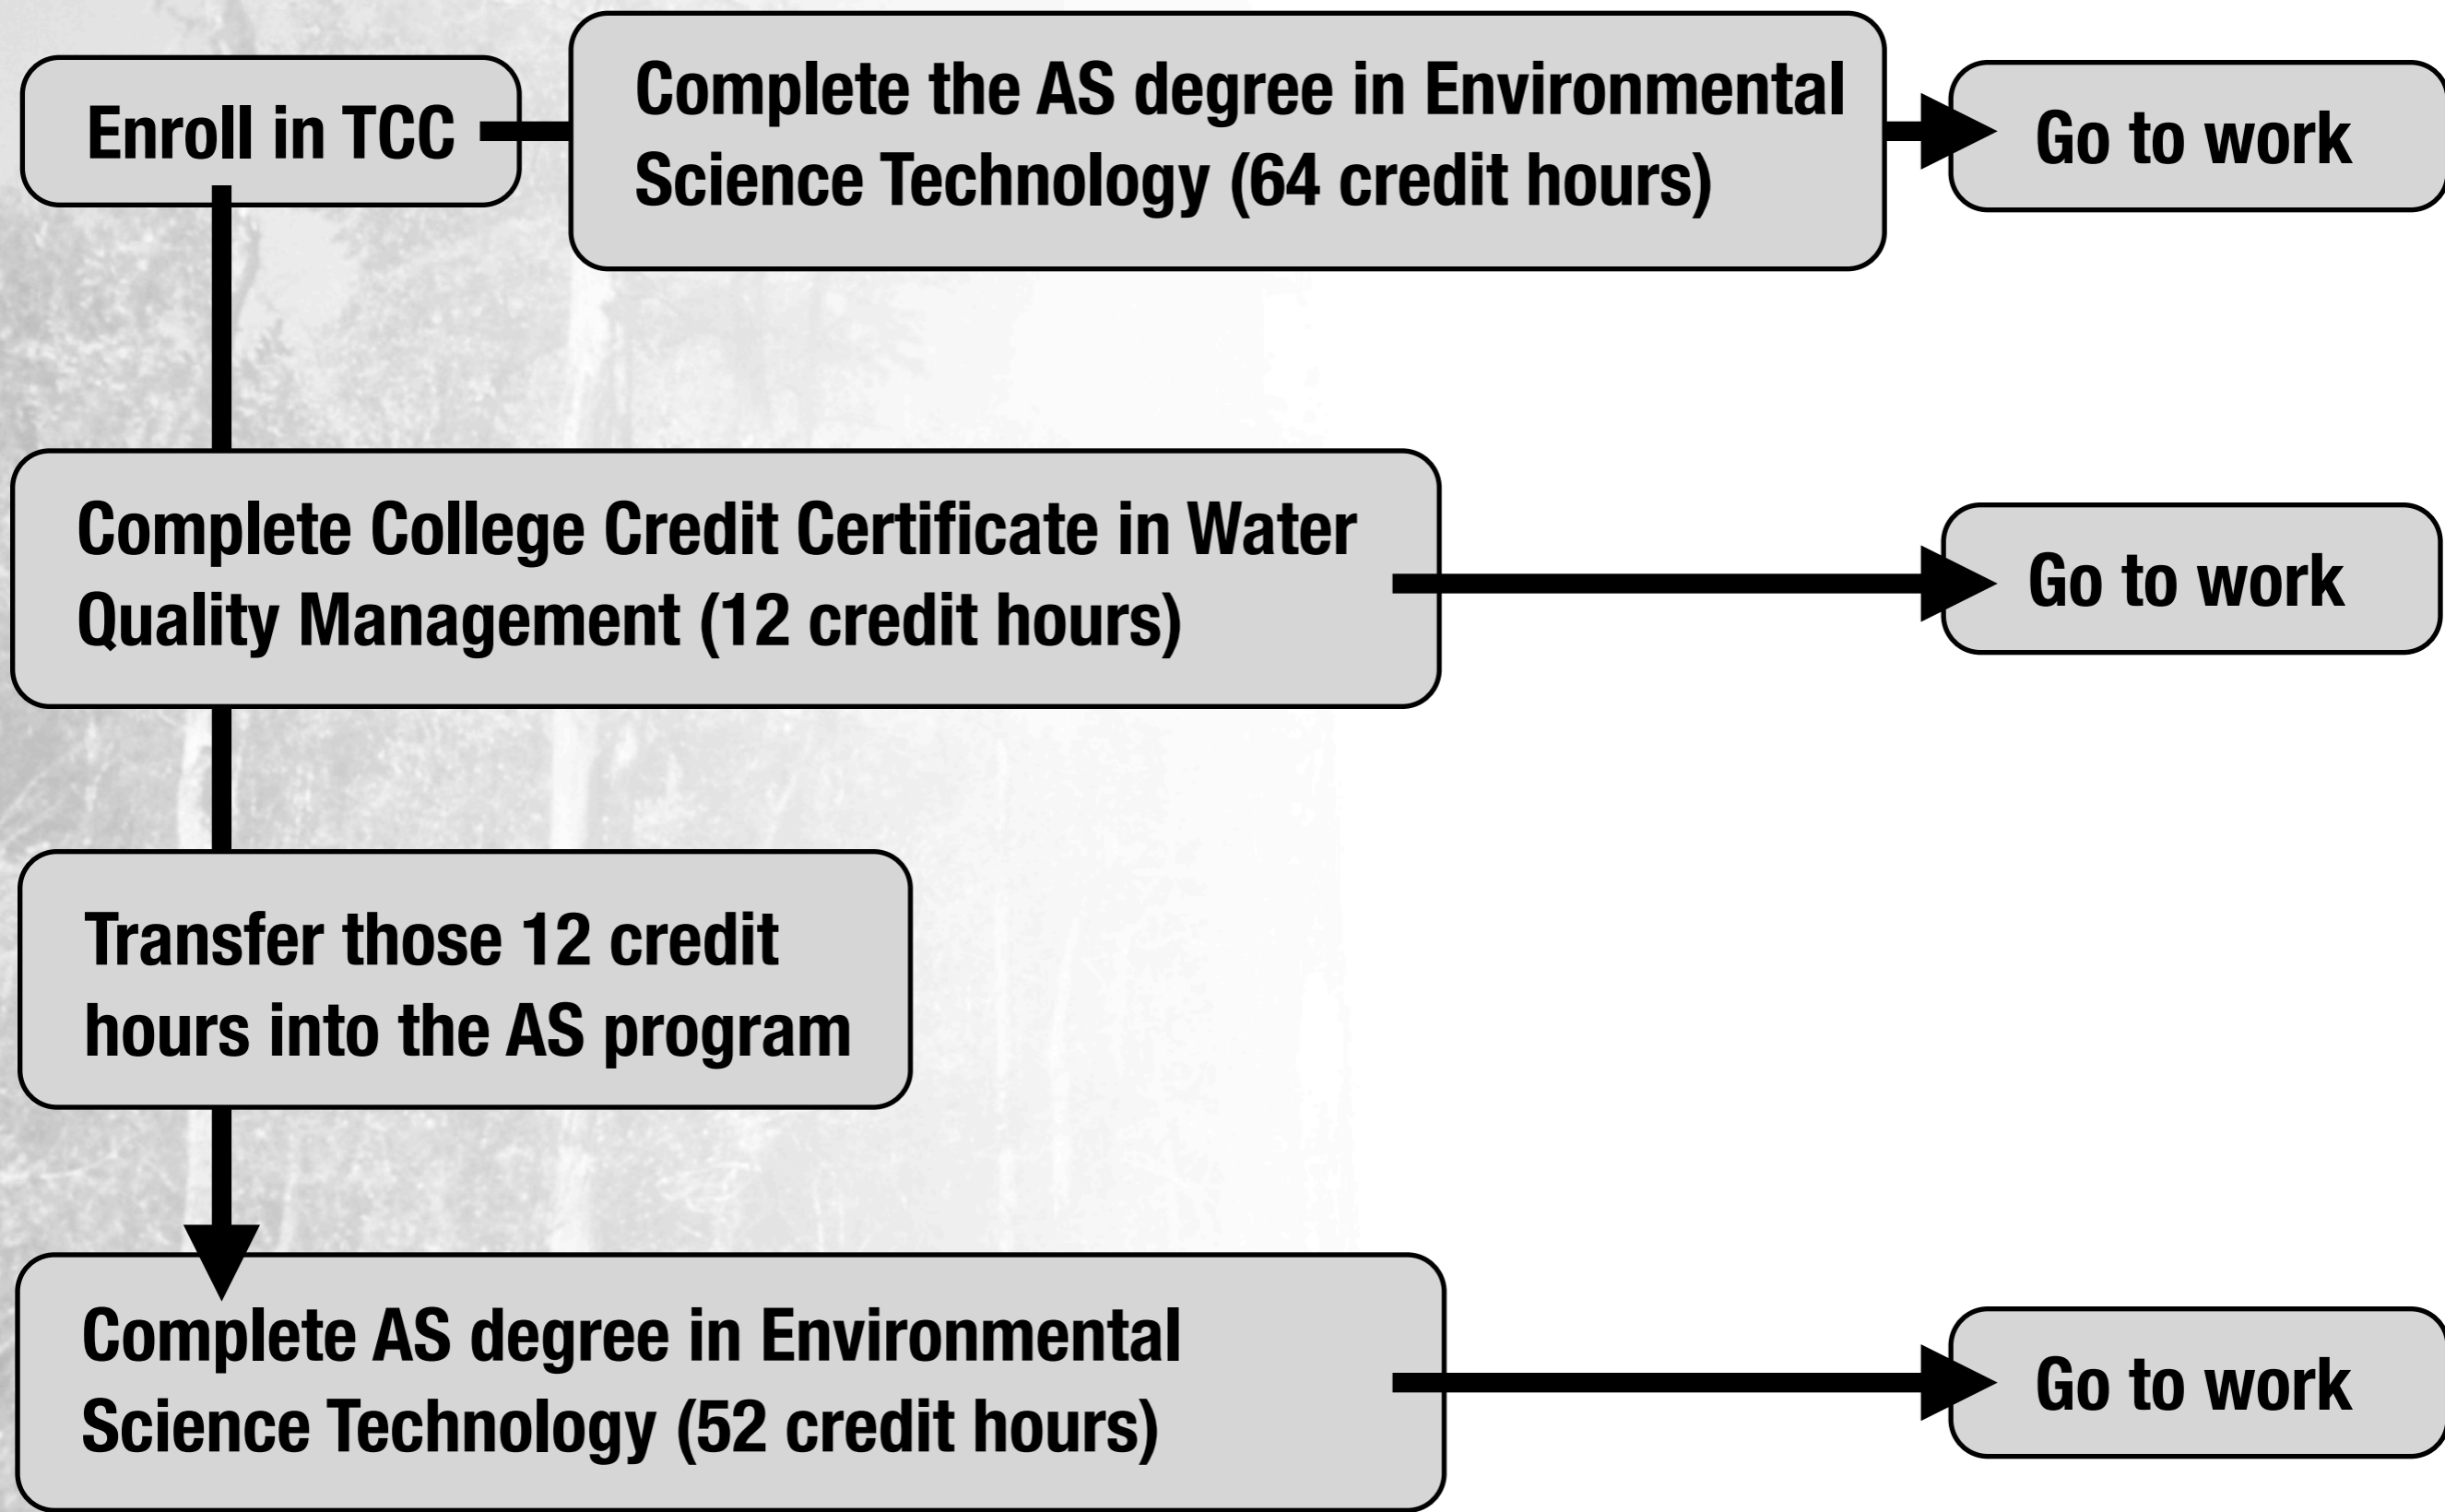 Enroll in TCC
Complete the AS degree in Environmental
Science Technology (64 credit hours)
Go to work
Complete College Credit Certificate in Water
Quality Management (12 credit hours)
Go to work
Transfer those 12 credit
hours into the AS program
Complete AS degree in Environmental
Science Technology (52 credit hours)
Go to work